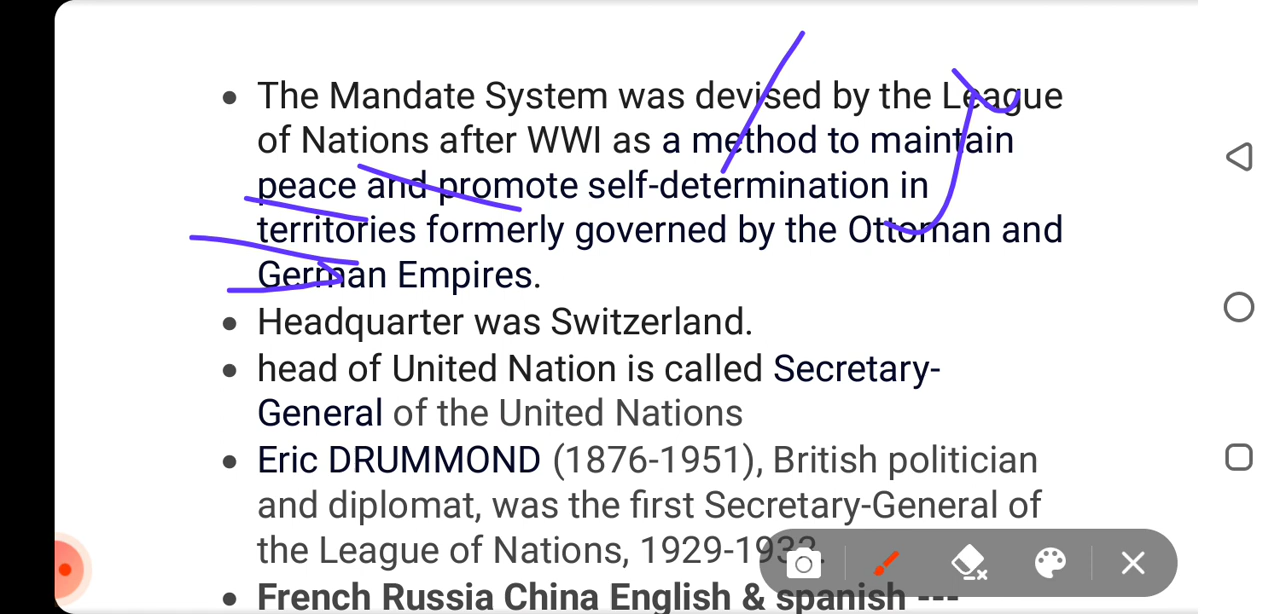 The Mandate System was devised by the League
of Nations after WWI as a method to maintain
peace and promote self-determination in
territories formerly governed by the Ottoman and
German Empires.
Headquarter was Switzerland.
head of United Nation is called Secretary-
General of the United Nations
Eric DRUMMOND (1876-1951), British politician
and diplomat, was the first Secretary-General of
the League of Nations, 1929-1933.
French Russia China English & spanish ---